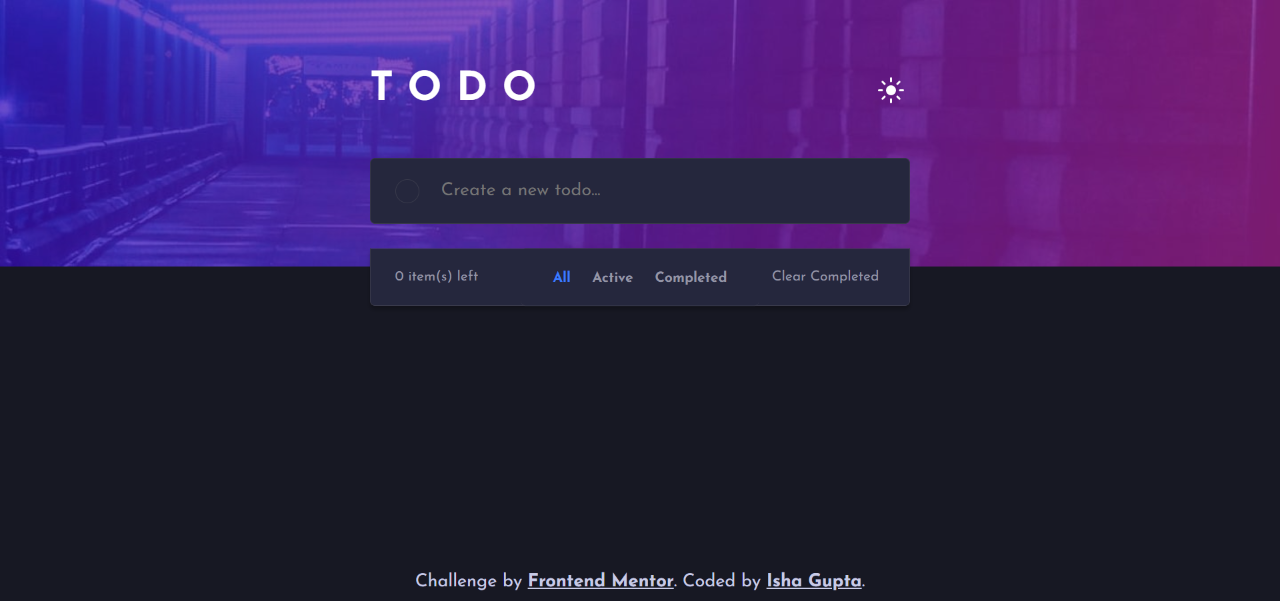 TODO
Create a new todo...
0 item(s) left
All Active Completed
Clear Completed
Challenge by Frontend Mentor. Coded by Isha Gupta.